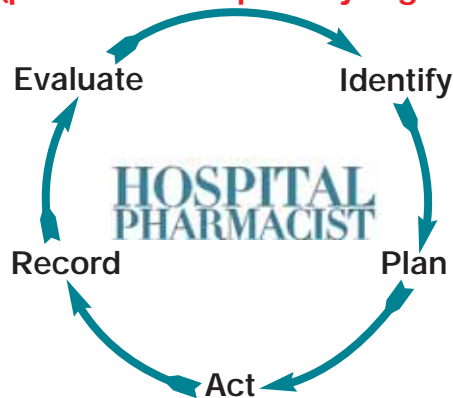 Evaluate
Identify
HOSPITAL
PHARMACIST
Record
Plan
Act